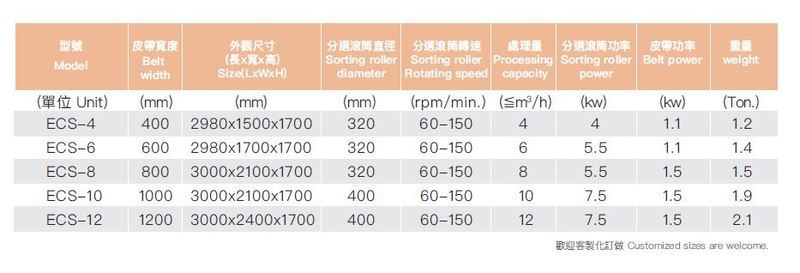 型號 皮帶寬度 外觀尺寸 分選滾筒直徑 分選滾筒轉速 處理量 分選滾筒功率 皮帶功率 重量
Model Belt width (長x寬x高) Size(LxWxH) Sorting roller diameter Sorting roller Rotating speed Processing capacity Sorting roller power Belt power weight
(單位 Unit) (mm) (mm) (mm) (rpm/min.) (≦m³/h) (kw) (kw) (Ton.)
ECS-4 400 2980x1500x1700 320 60-150 4 4 1.1 1.2
ECS-6 600 2980x1700x1700 320 60-150 6 5.5 1.1 1.4
ECS-8 800 3000x2100x1700 320 60-150 8 5.5 1.5 1.5
ECS-10 1000 3000x2100x1700 400 60-150 10 7.5 1.5 1.9
ECS-12 1200 3000x2400x1700 400 60-150 12 7.5 1.5 2.1
歡迎客製化訂做 Customized sizes are welcome.